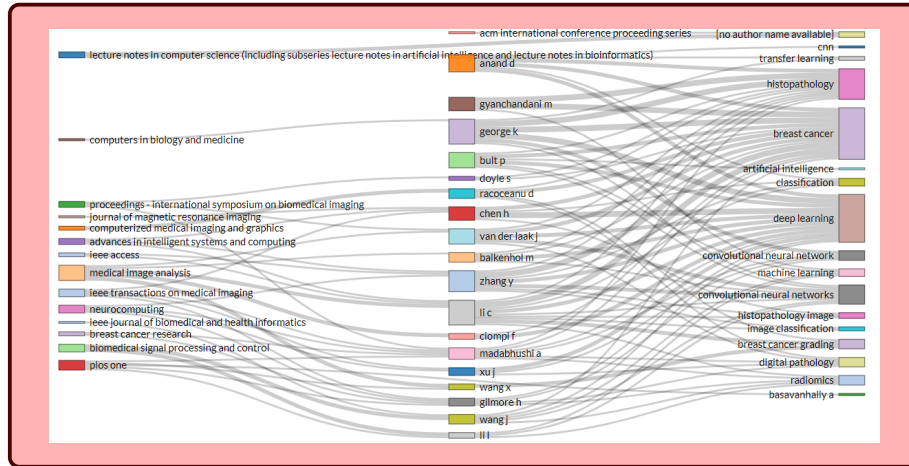 acm international conference proceeding series
[no author name available]
lecture notes in computer science (including subseries lecture notes in artificial intelligence and lecture notes in bioinformatics)
cnn
transfer learning
anand d
histopathology
gyanchandani m
george k
breast cancer
computers in biology and medicine
bult p
artificial intelligence
doyle s
classification
racoceanu d
proceedings - international symposium on biomedical imaging
chen h
deep learning
journal of magnetic resonance imaging
computerized medical imaging and graphics
van der laak j
advances in intelligent systems and computing
ieee access
balkenhol m
convolutional neural network
medical image analysis
machine learning
zhang y
ieee transactions on medical imaging
convolutional neural networks
neurocomputing
li c
histopathology image
ieee journal of biomedical and health informatics
image classification
breast cancer research
ciompi f
biomedical signal processing and control
breast cancer grading
madabhushi a
plos one
digital pathology
xu j
radiomics
wang x
basavanhally a
gilmore h
wang j
li l